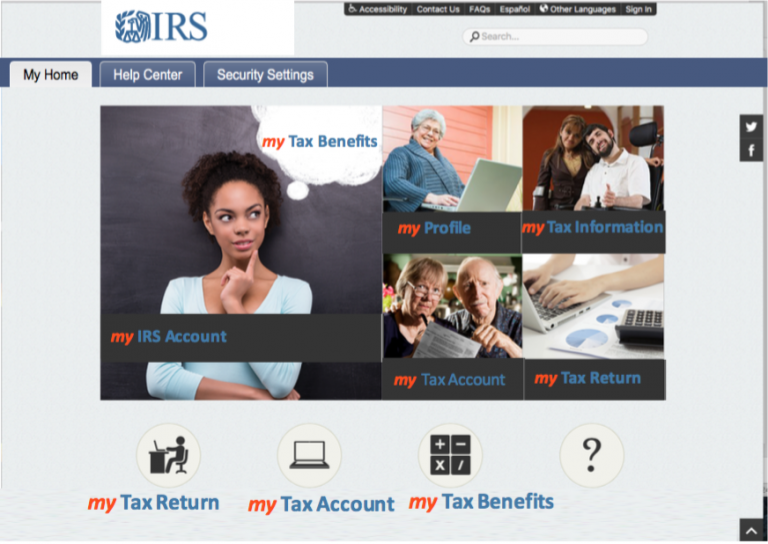 IRS
Accessibility Contact Us FAQs Español Other Languages Sign In
Search...
My Home Help Center Security Settings
my Tax Benefits
my Profile
my Tax Information
my IRS Account
my Tax Account
my Tax Return
my Tax Return
my Tax Account
my Tax Benefits
?